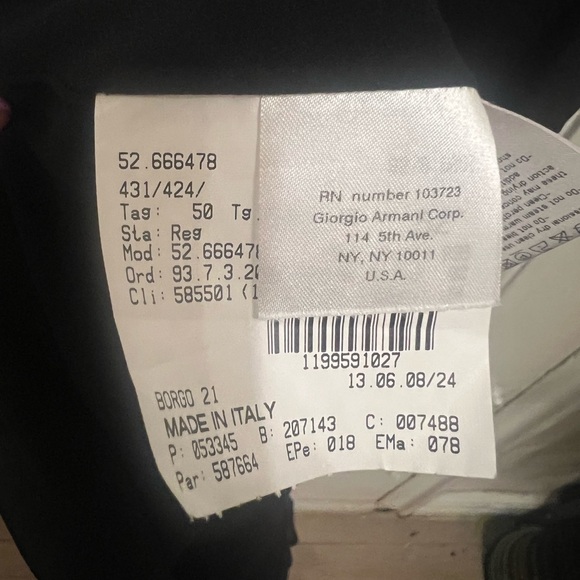 52.666478
431/424/
Tag: 50 Tg.
Sta: Reg
Mod: 52.666478
Ord: 93.7.3.20
Cli: 585501 (1
RN number 103723
Giorgio Armani Corp.
114 5th Ave.
NY, NY 10011
U.S.A.
1199591027
13.06.08/24
BORGO 21
MADE IN ITALY
P: 053345 B: 207143 C: 007488
Par: 587664 EPe: 018 EMa: 078